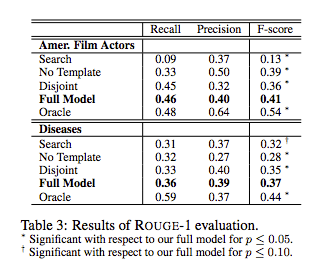 Recall Precision F-score
Amer. Film Actors
Search 0.09 0.37 0.13 *
No Template 0.33 0.50 0.39 *
Disjoint 0.45 0.32 0.36 *
Full Model 0.46 0.40 0.41
Oracle 0.48 0.64 0.54 *
Diseases
Search 0.31 0.37 0.32 †
No Template 0.32 0.27 0.28 *
Disjoint 0.33 0.40 0.35 *
Full Model 0.36 0.39 0.37
Oracle 0.59 0.37 0.44 *
Table 3: Results of ROUGE-1 evaluation.
* Significant with respect to our full model for p ≤ 0.05.
† Significant with respect to our full model for p ≤ 0.10.